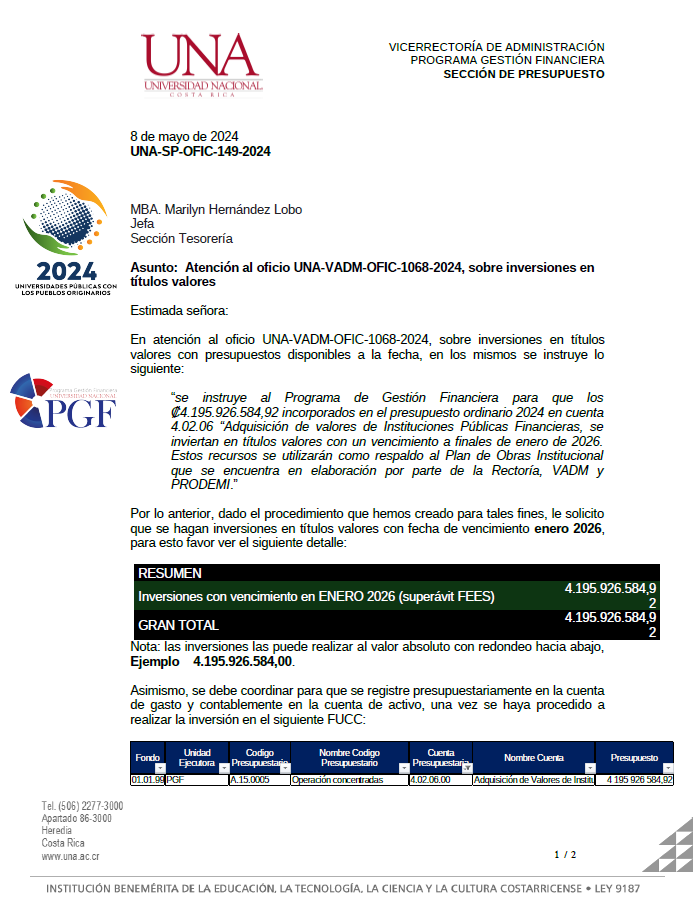 UNA
UNIVERSIDAD NACIONAL
COSTA RICA
VICERRECTORÍA DE ADMINISTRACIÓN
PROGRAMA GESTIÓN FINANCIERA
SECCIÓN DE PRESUPUESTO
8 de mayo de 2024
UNA-SP-OFIC-149-2024
2024
UNIVERSIDADES PÚBLICAS CON
LOS PUEBLOS ORIGINARIOS
MBA. Marilyn Hernández Lobo
Jefa
Sección Tesorería
Asunto: Atención al oficio UNA-VADM-OFIC-1068-2024, sobre inversiones en
títulos valores
Estimada señora:
En atención al oficio UNA-VADM-OFIC-1068-2024, sobre inversiones en títulos
valores con presupuestos disponibles a la fecha, en los mismos se instruye lo
siguiente:
Programa Gestión Financiera
UNIVERSIDAD NACIONAL
PGF
“se instruye al Programa de Gestión Financiera para que los
₡4.195.926.584,92 incorporados en el presupuesto ordinario 2024 en cuenta
4.02.06 “Adquisición de valores de Instituciones Públicas Financieras, se
inviertan en títulos valores con un vencimiento a finales de enero de 2026.
Estos recursos se utilizarán como respaldo al Plan de Obras Institucional
que se encuentra en elaboración por parte de la Rectoría, VADM y
PRODEMI.”
Por lo anterior, dado el procedimiento que hemos creado para tales fines, le solicito
que se hagan inversiones en títulos valores con fecha de vencimiento enero 2026,
para esto favor ver el siguiente detalle:
RESUMEN
Inversiones con vencimiento en ENERO 2026 (superávit FEES) 4.195.926.584,9
2
GRAN TOTAL 4.195.926.584,9
2
Nota: las inversiones las puede realizar al valor absoluto con redondeo hacia abajo,
Ejemplo 4.195.926.584,00.
Asimismo, se debe coordinar para que se registre presupuestariamente en la cuenta
de gasto y contablemente en la cuenta de activo, una vez se haya procedido a
realizar la inversión en el siguiente FUCC:
Fondo Unidad Ejecutora Codigo Presupuestario Nombre Codigo Presupuestario Cuenta Presupuestaria Nombre Cuenta Presupuesto
01.01.99 PGF A.15.0005 Operación concentradas 4.02.06.00 Adquisición de Valores de Institu 4 195 926 584,92
Tel. (506) 2277-3000
Apartado 86-3000
Heredia
Costa Rica
www.una.ac.cr
1 / 2
INSTITUCIÓN BENEMÉRITA DE LA EDUCACIÓN, LA TECNOLOGÍA, LA CIENCIA Y LA CULTURA COSTARRICENSE • LEY 9187